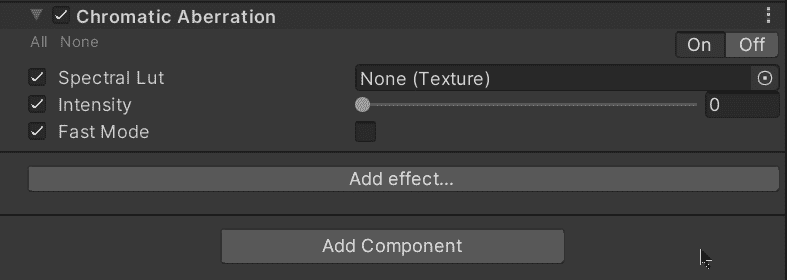 Chromatic Aberration
All None
On Off
Spectral Lut None (Texture)
Intensity 0
Fast Mode
Add effect...
Add Component